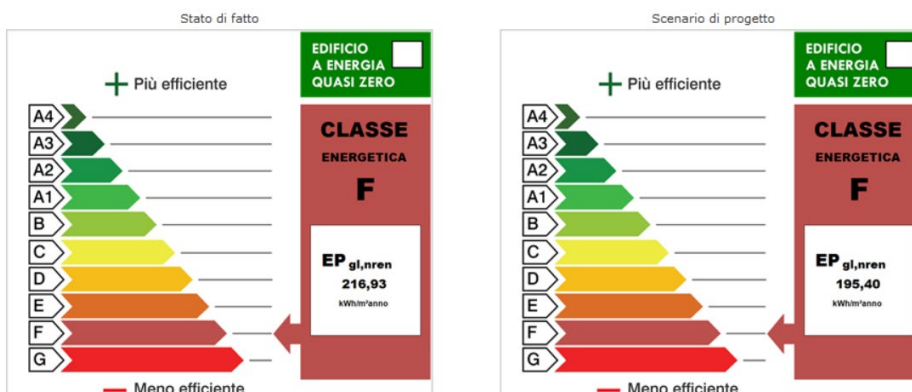 Stato di fatto
EDIFICIO
A ENERGIA
QUASI ZERO
Più efficiente
A4
A3
A2
A1
B
C
D
E
F
G
CLASSE
ENERGETICA
F
EP gl,nren
216,93
kWh/m²anno
Meno efficiente
Scenario di progetto
EDIFICIO
A ENERGIA
QUASI ZERO
Più efficiente
A4
A3
A2
A1
B
C
D
E
F
G
CLASSE
ENERGETICA
F
EP gl,nren
195,40
kWh/m²anno
Meno efficiente